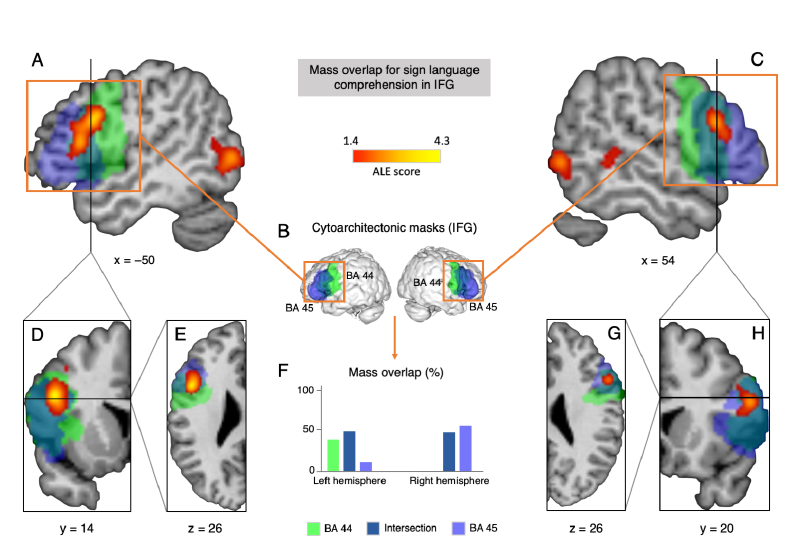 A
Mass overlap for sign language
comprehension in IFG
C
1.4
4.3
ALE score
B
Cytoarchitectonic masks (IFG)
x = −50
x = 54
BA 44
BA 44
BA 45
BA 45
D
E
G
H
F
Mass overlap (%)
100
50
0
Left hemisphere
Right hemisphere
y = 14
z = 26
BA 44
Intersection
BA 45
z = 26
y = 20